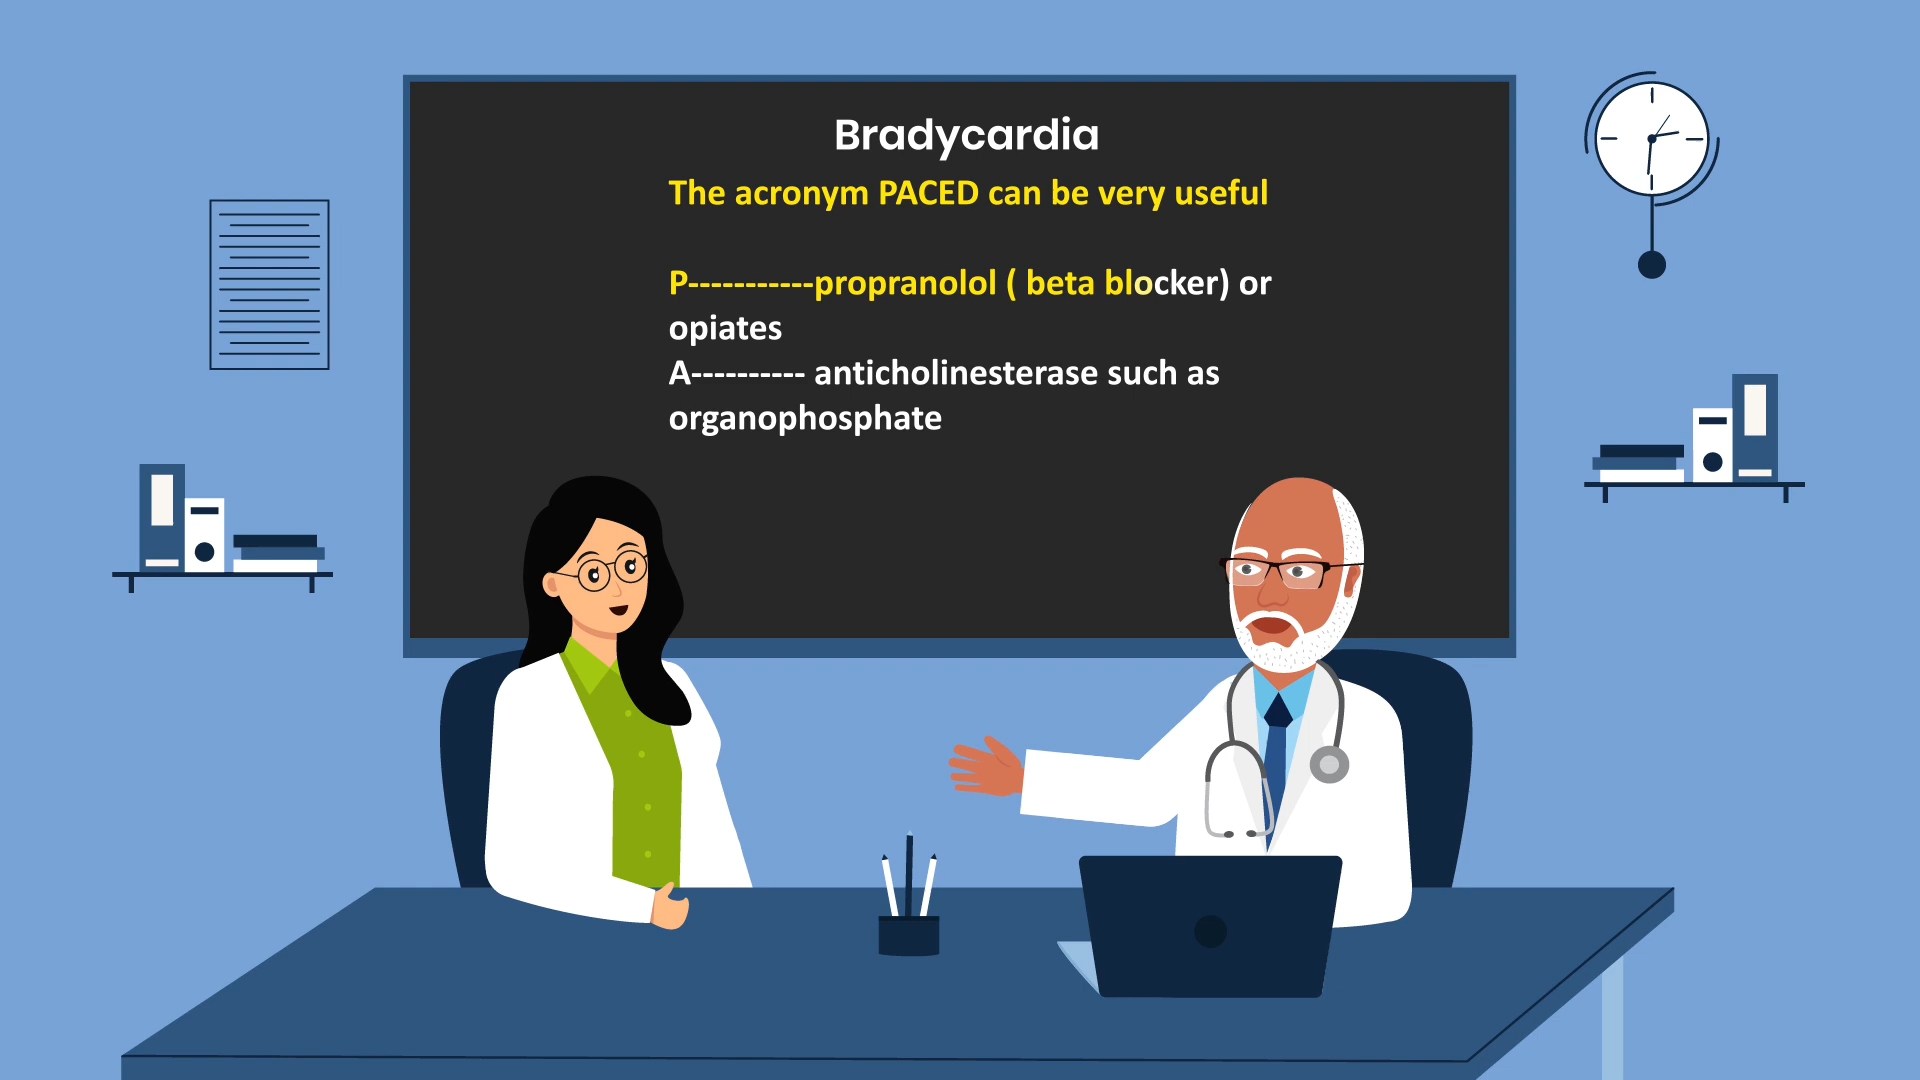 Bradycardia
The acronym PACED can be very useful
P-----------propranolol ( beta blocker) or
opiates
A---------- anticholinesterase such as
organophosphate